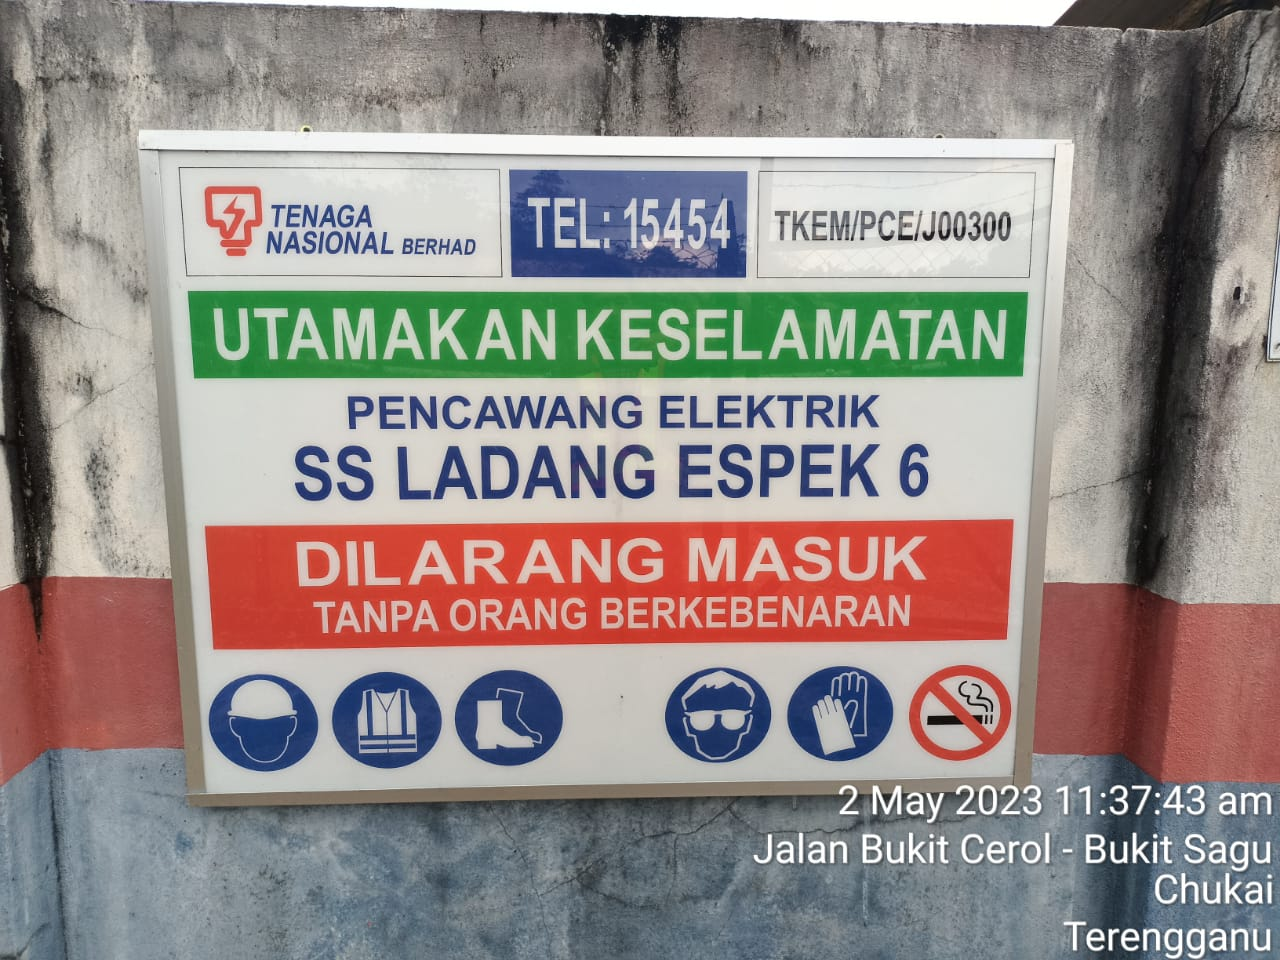 TENAGA
NASIONAL BERHAD
TEL: 15454
TKEM/PCE/J00300
UTAMAKAN KESELAMATAN
PENCAWANG ELEKTRIK
SS LADANG ESPEK 6
DILARANG MASUK
TANPA ORANG BERKEBENARAN
2 May 2023 11:37:43 am
Jalan Bukit Cerol - Bukit Sagu
Chukai
Terengganu